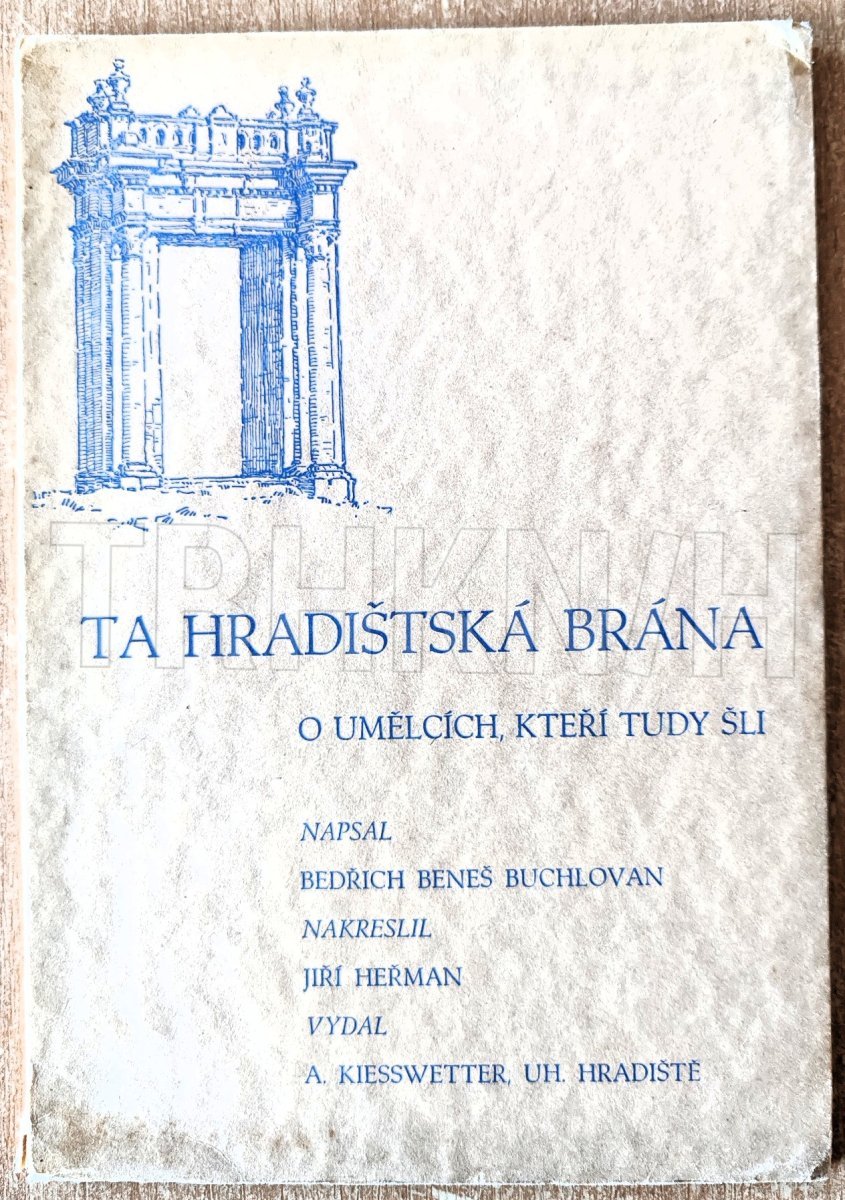 TRHKNIH
TA HRADIŠTSKÁ BRÁNA
O UMĚLCÍCH, KTEŘÍ TUDY ŠLI
NAPSAL
BEDŘICH BENEŠ BUCHLOVAN
NAKRESLIL
JIŘÍ HEŘMAN
VYDAL
A. KIESSWETTER, UH. HRADIŠTĚ